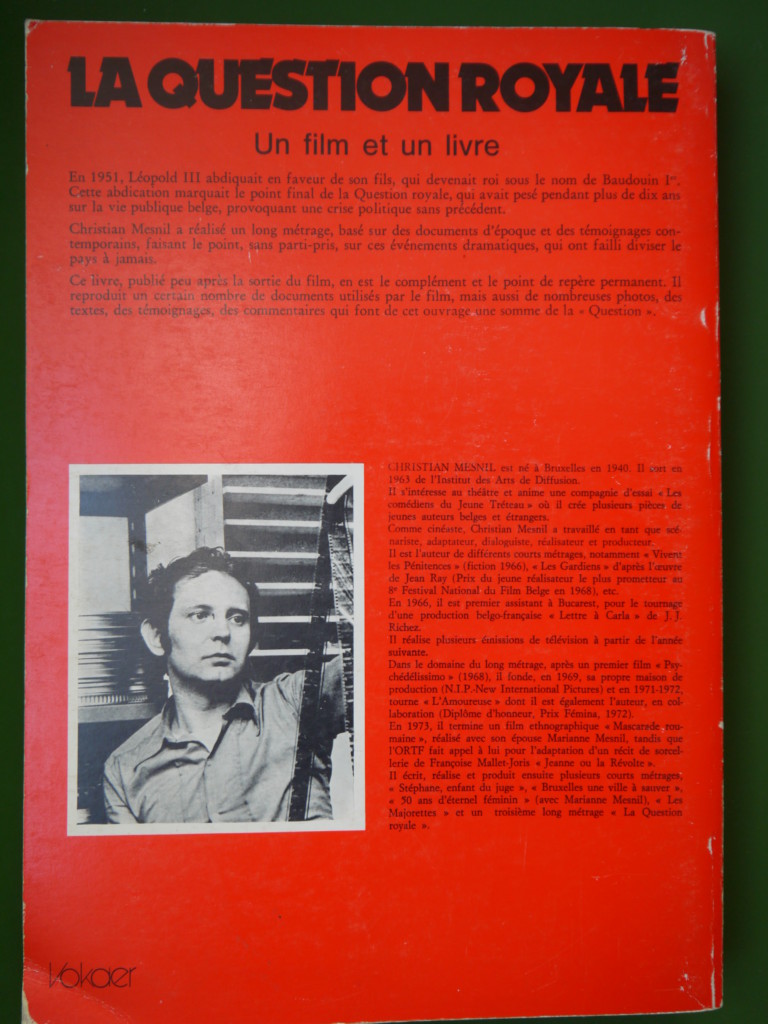 LA QUESTION ROYALE
Un film et un livre
En 1951, Léopold III abdiquait en faveur de son fils, qui devenait roi sous le nom de Baudouin Ier.
Cette abdication marquait le point final de la Question royale, qui avait pesé pendant plus de dix ans
sur la vie publique belge, provoquant une crise politique sans précédent.
Christian Mesnil a réalisé un long métrage, basé sur des documents d'époque et des témoignages con-
temporains, faisant le point, sans parti-pris, sur ces événements dramatiques, qui ont failli diviser le
pays à jamais.
Ce livre, publié peu après la sortie du film, en est le complément et le point de repère permanent. Il
reproduit un certain nombre de documents utilisés par le film, mais aussi de nombreuses photos, des
textes, des témoignages, des commentaires qui font de cet ouvrage une somme de la « Question ».
CHRISTIAN MESNIL est né à Bruxelles en 1940. Il sort en
1963 de l'Institut des Arts de Diffusion.
Il s'intéresse au théâtre et anime une compagnie d'essai « Les
comédiens du Jeune Tréteau » où il crée plusieurs pièces de
jeunes auteurs belges et étrangers.
Comme cinéaste, Christian Mesnil a travaillé en tant que scé-
nariste, adaptateur, dialoguiste, réalisateur et producteur.
Il est l'auteur de différents courts métrages, notamment « Vivent
les Pénitences » (fiction 1966), « Les Gardiens » d'après l'œuvre
de Jean Ray (Prix du jeune réalisateur le plus prometteur au
8e Festival National du Film Belge en 1968), etc.
En 1966, il est premier assistant à Bucarest, pour le tournage
d'une production belgo-française « Lettre à Carla » de J. J.
Richez.
Il réalise plusieurs émissions de télévision à partir de l'année
suivante.
Dans le domaine du long métrage, après un premier film « Psy-
chédélissimo » (1968), il fonde, en 1969, sa propre maison de
production (N.I.P.-New International Pictures) et en 1971-1972,
tourne « L'Amoureuse » dont il est également l'auteur, en col-
laboration (Diplôme d'honneur, Prix Fémina, 1972).
En 1973, il termine un film ethnographique « Mascarade rou-
maine », réalisé avec son épouse Marianne Mesnil, tandis que
l'ORTF fait appel à lui pour l'adaptation d'un récit de sorcel-
lerie de Françoise Mallet-Joris « Jeanne ou la Révolte ».
Il écrit, réalise et produit ensuite plusieurs courts métrages,
« Stéphane, enfant du juge », « Bruxelles une ville à sauver »,
« 50 ans d'éternel féminin » (avec Marianne Mesnil), « Les
Majorettes » et un troisième long métrage « La Question
royale ».
Vokaer